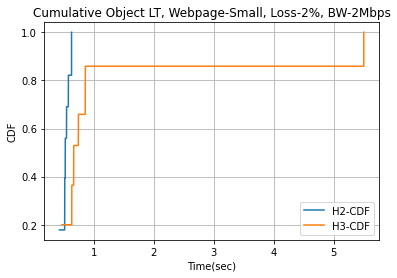 Cumulative Object LT, Webpage-Small, Loss-2%, BW-2Mbps
1.0
0.8
0.6
0.4
0.2
CDF
1 2 3 4 5
Time(sec)
H2-CDF
H3-CDF